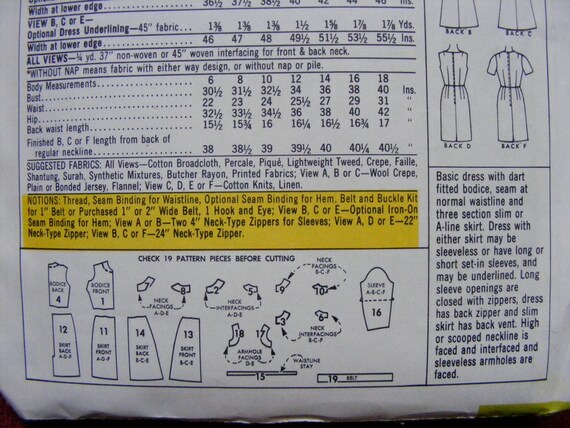 36½ 37½ 38½ 40 42 44 46
Width at lower edge
VIEW B, C or E—
Optional Dress Underlining—45" fabric... 1⅜ 1⅜ 1⅜ 1½ 1⅝ 1⅞ 1⅞ Yds.
Width at lower edge 46 47 48 49½ 51½ 53½ 55½ Ins.
ALL VIEWS—¼ yd. 37" non-woven or 45" woven interfacing for front & back neck.
*WITHOUT NAP means fabric with either way design, or without nap or pile.
Body Measurements 6 8 10 12 14 16 18
Bust 30½ 31½ 32½ 34 36 38 40 Ins.
Waist 22 23 24 25½ 27 29 31 "
Hip 32½ 33½ 34½ 36 38 40 42 "
Back waist length 15½ 15¾ 16 16¼ 16½ 16¾ 17 "
Finished B, C or F length from back of
regular neckline 38 38½ 39 39½ 40 40½ 40½ "
SUGGESTED FABRICS: All Views—Cotton Broadcloth, Percale, Piqué, Lightweight Tweed, Crepe, Faille,
Shantung, Surah, Synthetic Mixtures, Butcher Rayon, Printed Fabrics; View A, B or C—Wool Crepe,
Plain or Bonded Jersey, Flannel; View C, D, E or F—Cotton Knits, Linen.
NOTIONS: Thread, Seam Binding for Waistline, Optional Seam Binding for Hem, Belt and Buckle Kit
for 1" Belt or Purchased 1" or 2" Wide Belt, 1 Hook and Eye; View B, C or E—Optional Iron-On
Seam Binding for Hem; View A or B—Two 4" Neck-Type Zippers for Sleeves; View A, D or E—22"
Neck-Type Zipper; View B, C or F—24" Neck-Type Zipper.
CHECK 19 PATTERN PIECES BEFORE CUTTING
BODICE BACK
4
BODICE FRONT
1
NECK FACINGS
A-D-E
8
2
5
NECK INTERFACINGS
A-D-E
NECK FACINGS
B-C-F
10
3
NECK INTERFACINGS
B-C-F
SLEEVE
A-B-C-F
16
12
SKIRT BACK
A-D-F
11
SKIRT FRONT
A-D-F
14
SKIRT BACK
B-C-E
13
SKIRT FRONT
B-C-E
18 17
ARMHOLE FACINGS
D-E
15
WAISTLINE STAY
19 BELT
BACK B
BACK C
BACK D
BACK F
Basic dress with dart
fitted bodice, seam at
normal waistline and
three section slim or
A-line skirt. Dress with
either skirt may be
sleeveless or have long or
short set-in sleeves, and
may be underlined. Long
sleeve openings are
closed with zippers, dress
has back zipper and slim
skirt has back vent. High
or scooped neckline is
faced and interfaced and
sleeveless armholes are
faced.